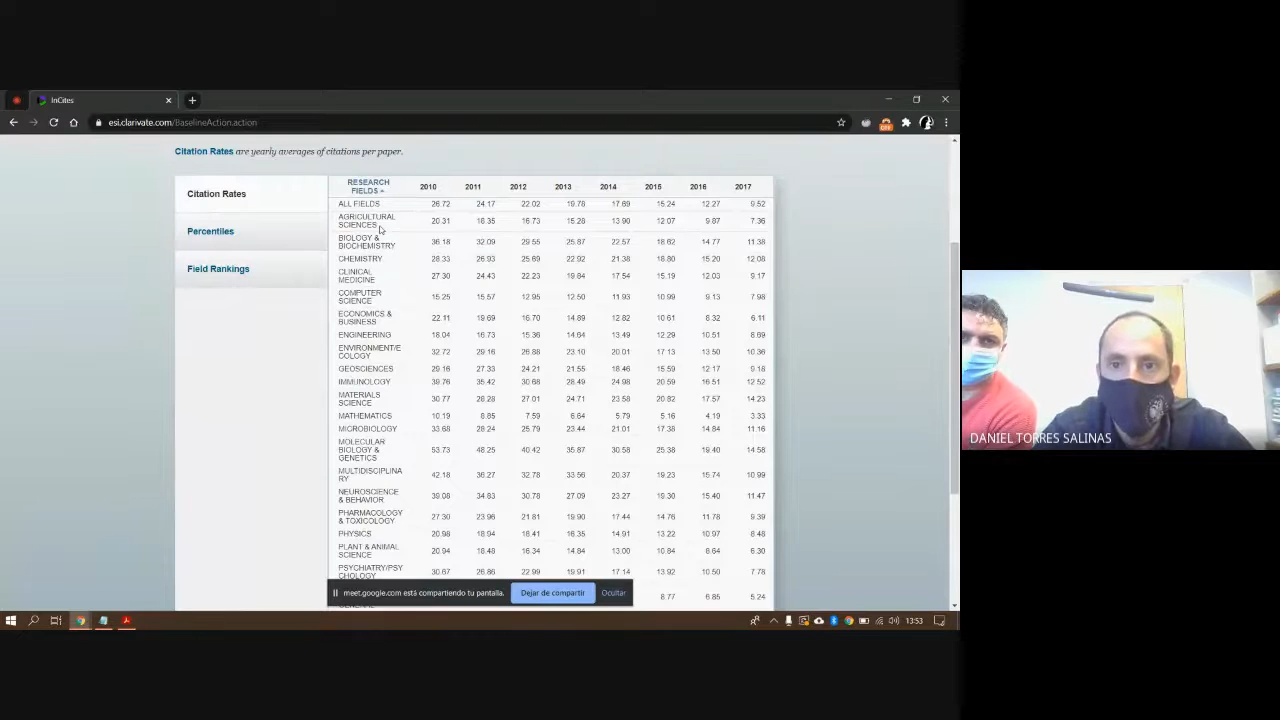 InCites
esi.clarivate.com/BaselineAction.action
OFF
Citation Rates are yearly averages of citations per paper.
Citation Rates
Percentiles
Field Rankings
RESEARCH FIELDS 2010 2011 2012 2013 2014 2015 2016 2017
ALL FIELDS 26.72 24.17 22.02 19.78 17.69 15.24 12.27 9.52
AGRICULTURAL
SCIENCES 20.31 18.35 16.73 15.28 13.90 12.07 9.87 7.36
BIOLOGY &
BIOCHEMISTRY 36.18 32.09 29.55 25.87 22.57 18.62 14.77 11.38
CHEMISTRY 28.33 26.93 25.69 22.92 21.38 18.80 15.20 12.08
CLINICAL
MEDICINE 27.30 24.43 22.23 19.84 17.54 15.19 12.03 9.17
COMPUTER
SCIENCE 15.25 15.57 12.95 12.50 11.93 10.99 9.13 7.98
ECONOMICS &
BUSINESS 22.11 19.69 16.70 14.89 12.82 10.61 8.32 6.11
ENGINEERING 18.04 16.73 15.36 14.64 13.49 12.29 10.51 8.69
ENVIRONMENT/E
COLOGY 32.72 29.16 26.88 23.10 20.01 17.13 13.50 10.36
GEOSCIENCES 29.16 27.33 24.21 21.55 18.46 15.59 12.17 9.18
IMMUNOLOGY 39.76 35.42 30.68 28.49 24.98 20.59 16.51 12.52
MATERIALS
SCIENCE 30.77 28.28 27.01 24.71 23.58 20.82 17.57 14.23
MATHEMATICS 10.19 8.85 7.59 6.64 5.79 5.16 4.19 3.33
MICROBIOLOGY 33.68 28.24 25.79 23.44 21.01 17.38 14.84 11.16
MOLECULAR
BIOLOGY &
GENETICS 53.73 48.25 40.42 35.87 30.58 25.38 19.40 14.58
MULTIDISCIPLINA
RY 42.18 36.27 32.78 33.56 20.37 19.23 15.74 10.99
NEUROSCIENCE
& BEHAVIOR 39.08 34.83 30.78 27.09 23.27 19.30 15.40 11.47
PHARMACOLOGY
& TOXICOLOGY 27.30 23.96 21.81 19.90 17.44 14.76 11.78 9.39
PHYSICS 20.98 18.94 18.41 16.35 14.91 13.22 10.97 8.48
PLANT & ANIMAL
SCIENCE 20.94 18.48 16.34 14.84 13.00 10.84 8.64 6.30
PSYCHIATRY/PSY
CHOLOGY 30.67 26.86 22.99 19.91 17.14 13.92 10.50 7.78
8.77 6.85 5.24
meet.google.com está compartiendo tu pantalla.
Dejar de compartir
Ocultar
13:53
DANIEL TORRES SALINAS